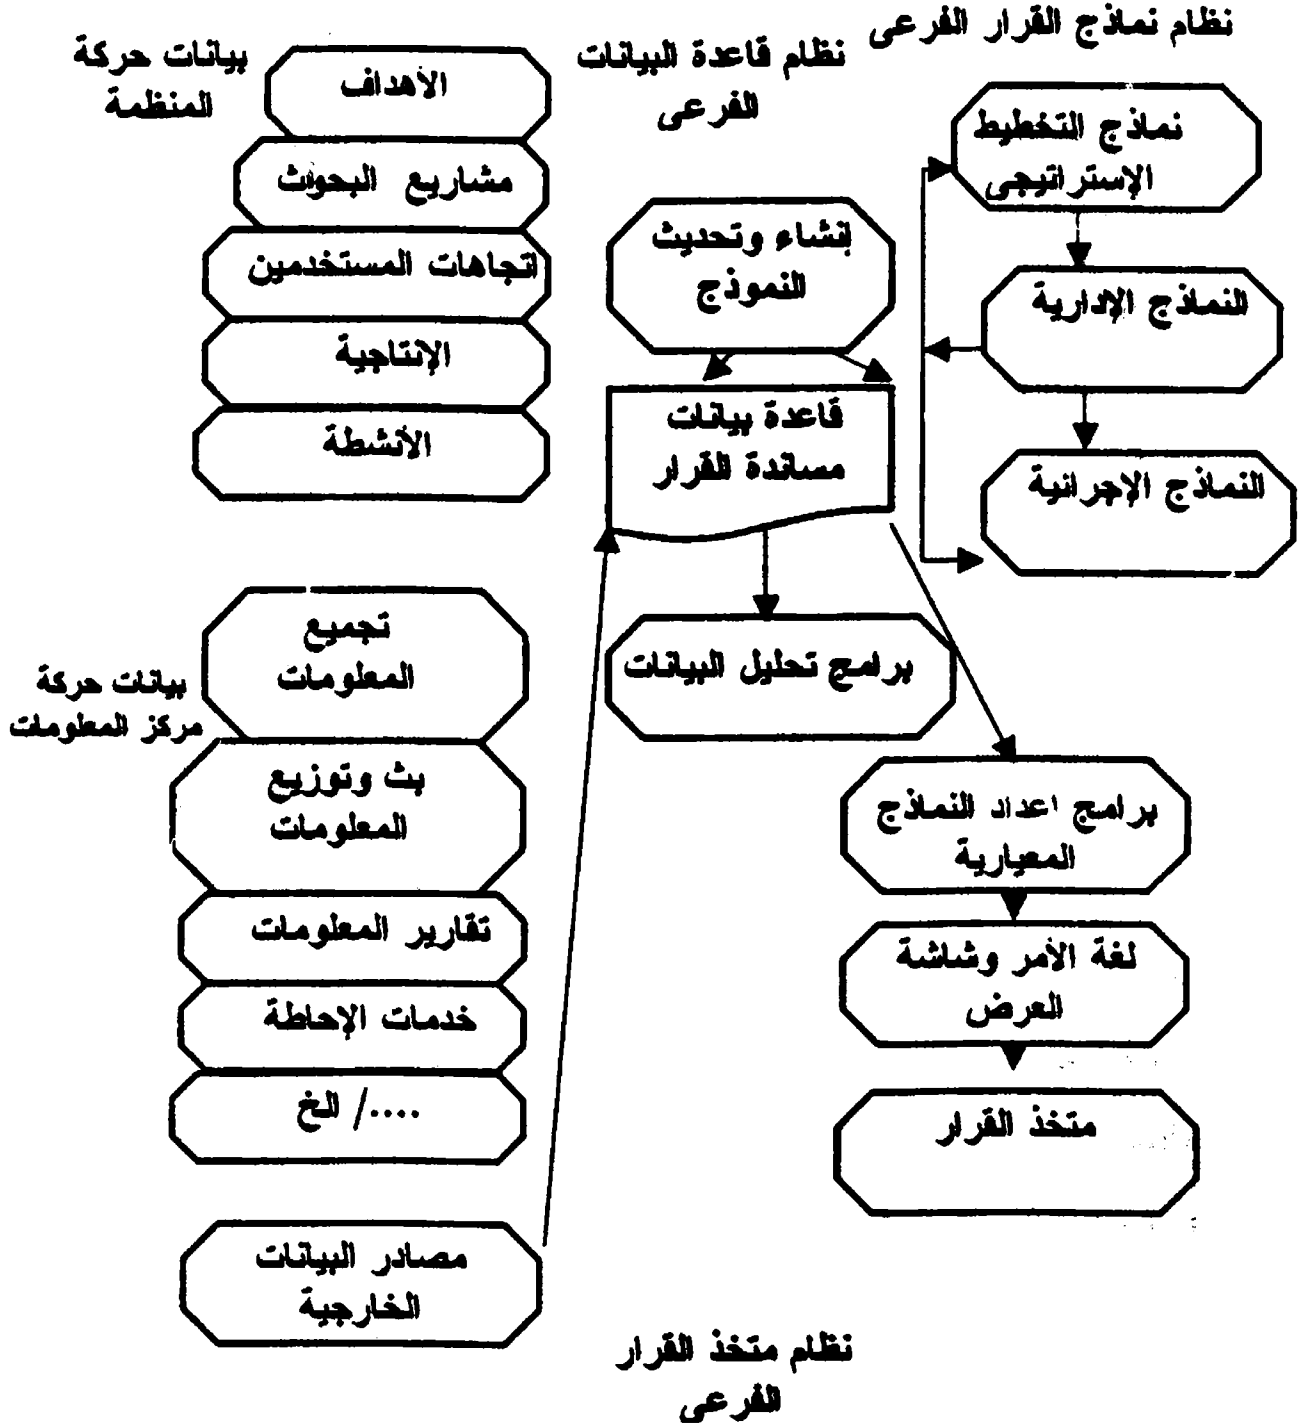 نظام نماذج القرار الفرعى
نماذج التخطيط
الإستراتيجى
النماذج الإدارية
النماذج الإجرائية
نظام قاعدة البيانات
الفرعى
إنشاء وتحديث
النموذج
قاعدة بيانات
مساندة القرار
برامج تحليل البيانات
برامج اعداد النماذج
المعيارية
لغة الأمر وشاشة
العرض
متخذ القرار
بيانات حركة
المنظمة
الأهداف
مشاريع البحوث
اتجاهات المستخدمين
الإنتاجية
الأنشطة
بيانات حركة
مركز المعلومات
تجميع
المعلومات
بث وتوزيع
المعلومات
تقارير المعلومات
خدمات الإحاطة
..../ الخ
مصادر البيانات
الخارجية
نظام متخذ القرار
الفرعى